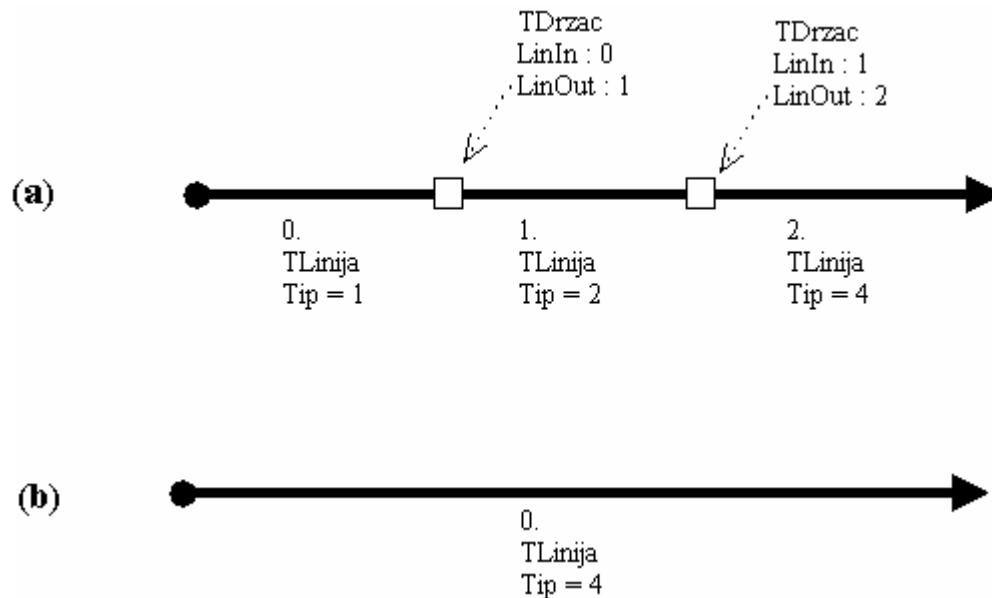 TDrzac
LinIn : 0
LinOut : 1
TDrzac
LinIn : 1
LinOut : 2
(a)
0.
TLinija
Tip = 1
1.
TLinija
Tip = 2
2.
TLinija
Tip = 4
(b)
0.
TLinija
Tip = 4